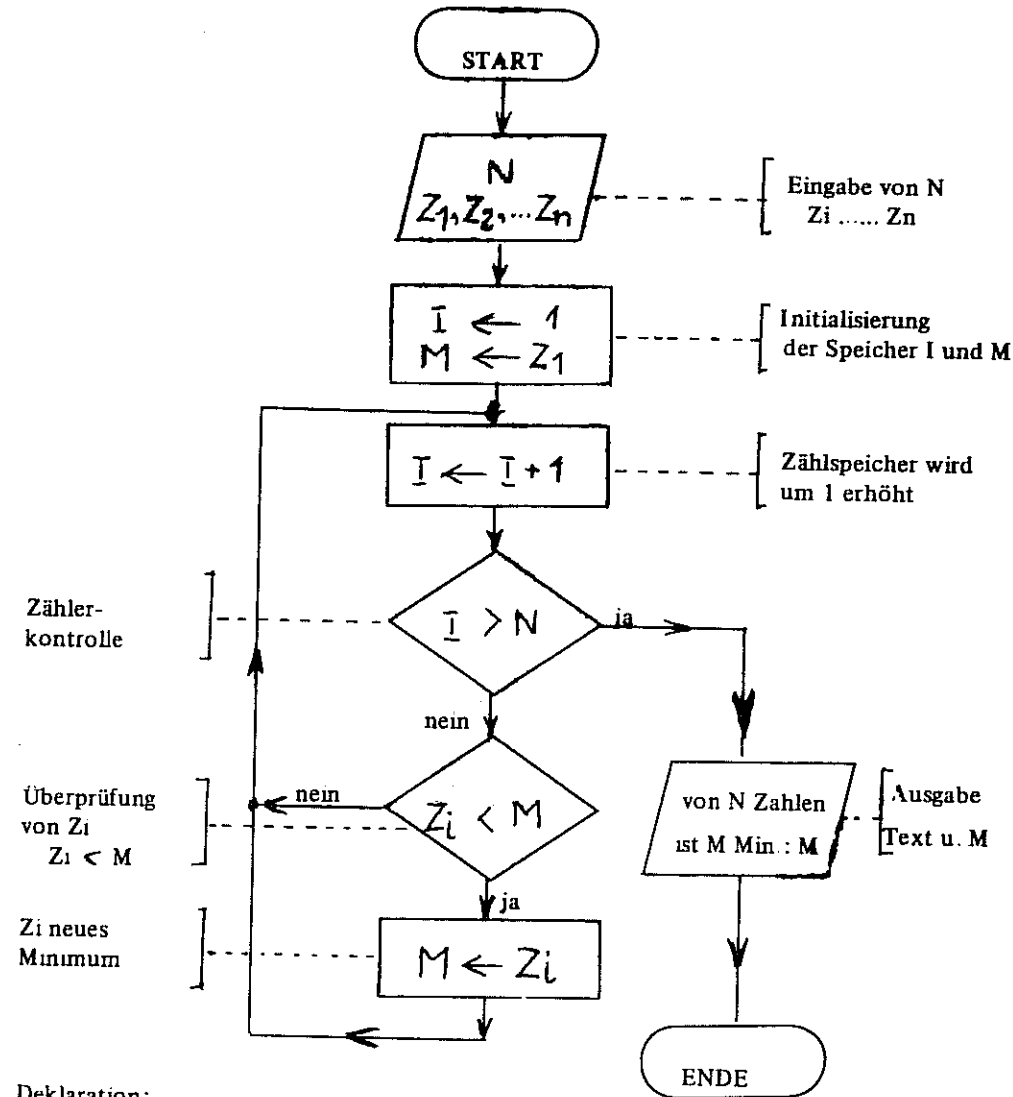 START
N
Z1, Z2, ... Zn
Eingabe von N
Zi ...... Zn
I ← 1
M ← Z1
Initialisierung
der Speicher I und M
I ← I + 1
Zählspeicher wird
um 1 erhöht
Zähler-
kontrolle
I > N
ja
nein
Überprüfung
von Zi
Zi < M
nein
Zi < M
von N Zahlen
ist M Min.: M
Ausgabe
Text u. M
ja
Zi neues
Minimum
M ← Zi
ENDE
Deklaration: